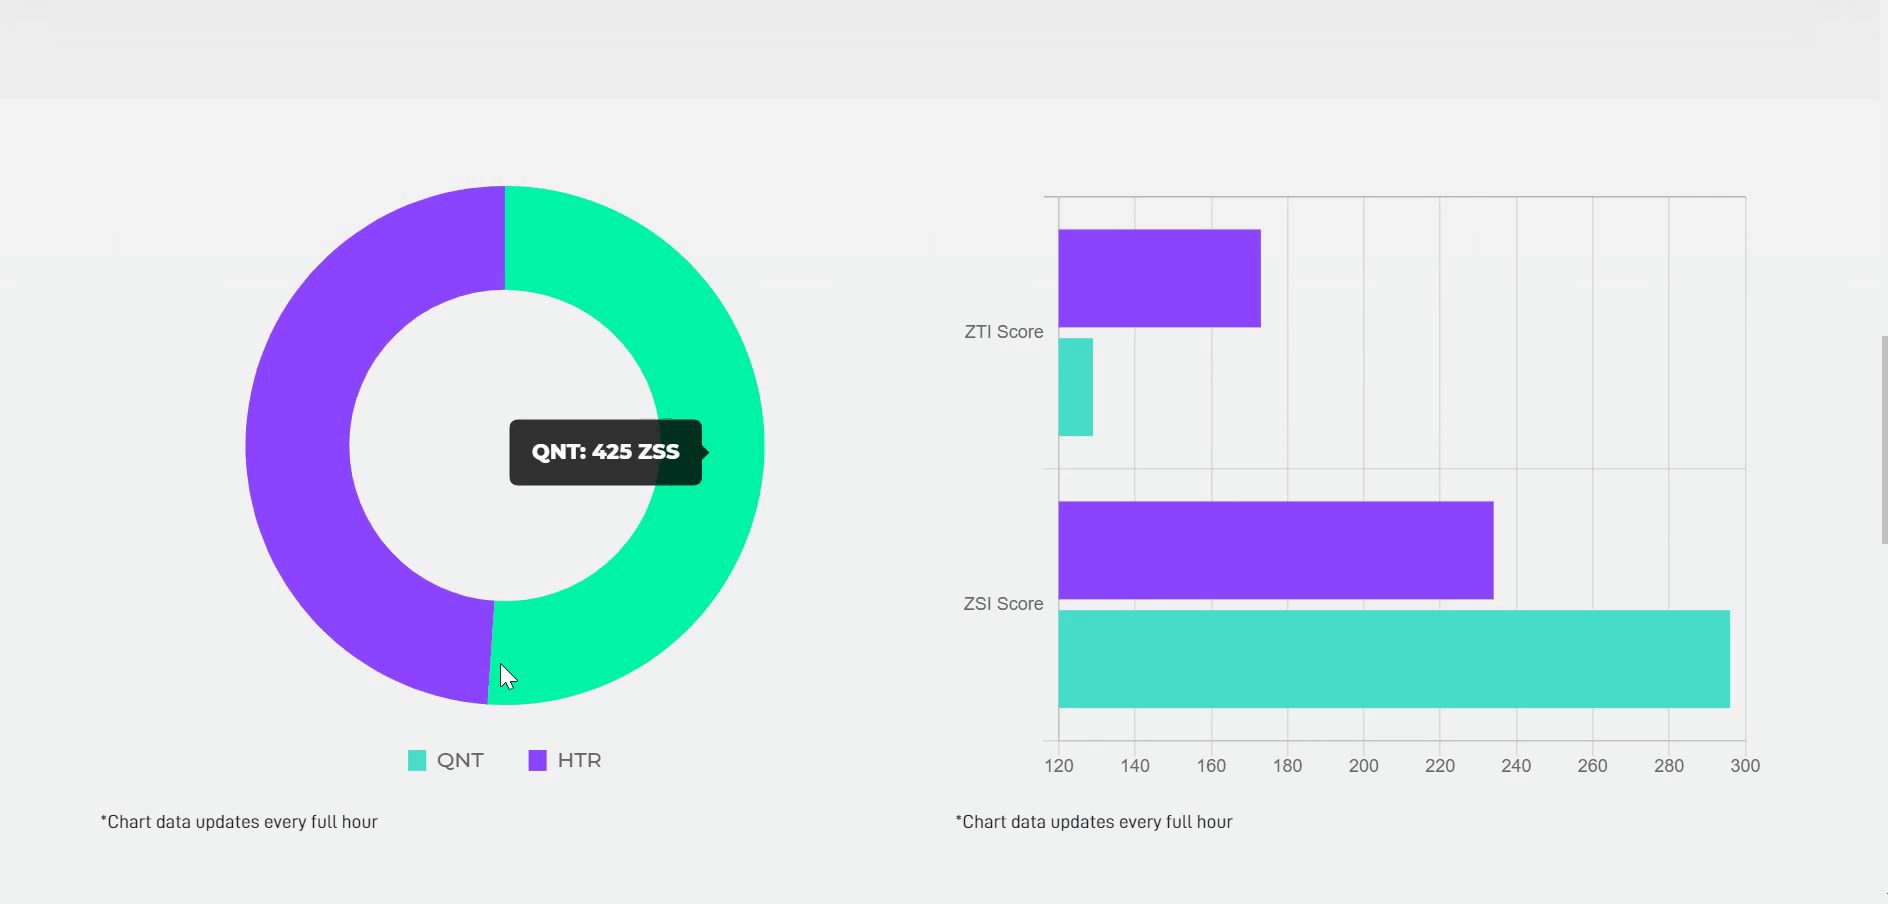 QNT: 425 ZSS
QNT
HTR
*Chart data updates every full hour
ZTI Score
ZSI Score
120 140 160 180 200 220 240 260 280 300
*Chart data updates every full hour